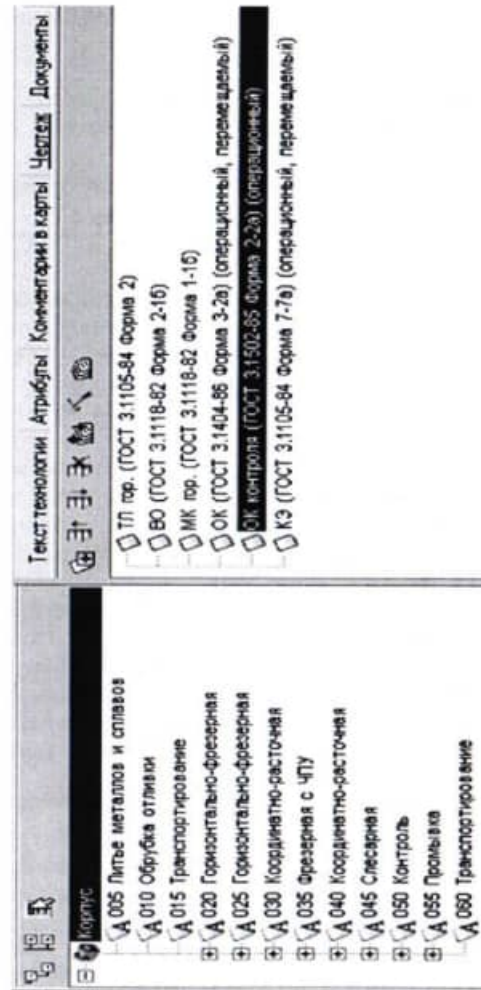 Корпус
А 005 Литье металлов и сплавов
А 010 Обрубка отливки
А 015 Транспортирование
А 020 Горизонтально-фрезерная
А 025 Горизонтально-фрезерная
А 030 Координатно-расточная
А 035 Фрезерная с ЧПУ
А 040 Координатно-расточная
А 045 Слесарная
А 050 Контроль
А 055 Промывка
А 060 Транспортирование
Текст технологии Атрибуты Комментарии в карты Чертеж Документы
ТЛ гор. (ГОСТ 3.1105-84 Форма 2)
ВО (ГОСТ 3.1118-82 Форма 2-1б)
МК гор. (ГОСТ 3.1118-82 Форма 1-1б)
ОК (ГОСТ 3.1404-86 Форма 3-2а) (операционный, перемещаемый)
ОК контроля (ГОСТ 3.1502-85 Форма 2-2а) (операционный)
КЭ (ГОСТ 3.1105-84 Форма 7-7а) (операционный, перемещаемый)